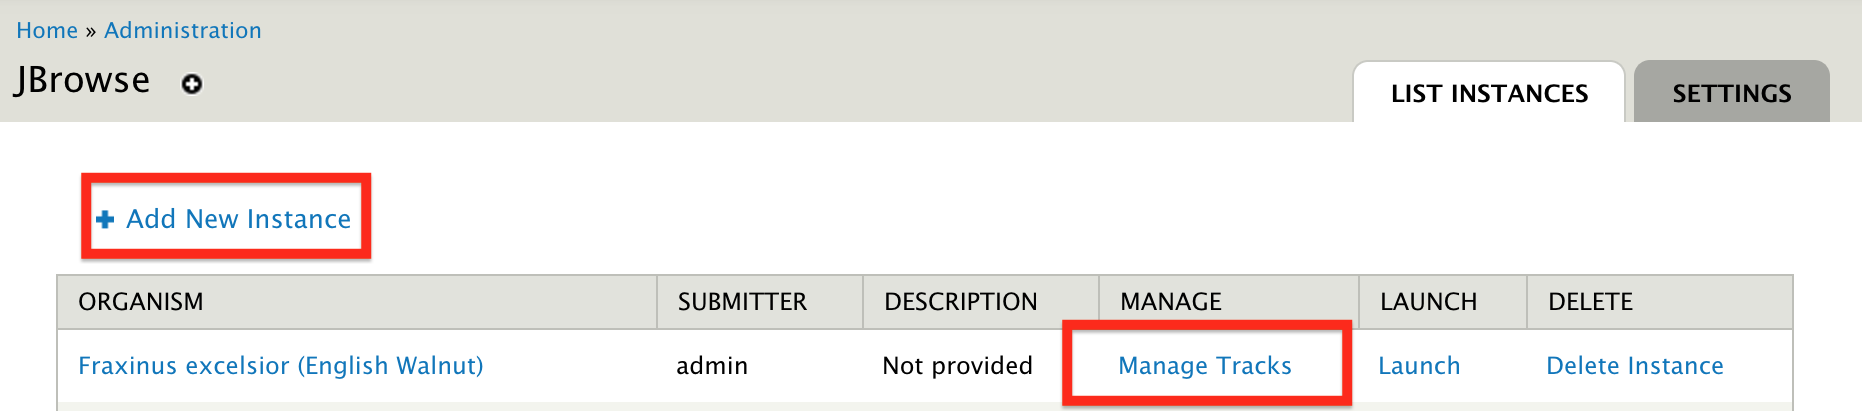 Home » Administration
JBrowse
LIST INSTANCES SETTINGS
Add New Instance
ORGANISM SUBMITTER DESCRIPTION MANAGE LAUNCH DELETE
Fraxinus excelsior (English Walnut) admin Not provided Manage Tracks Launch Delete Instance